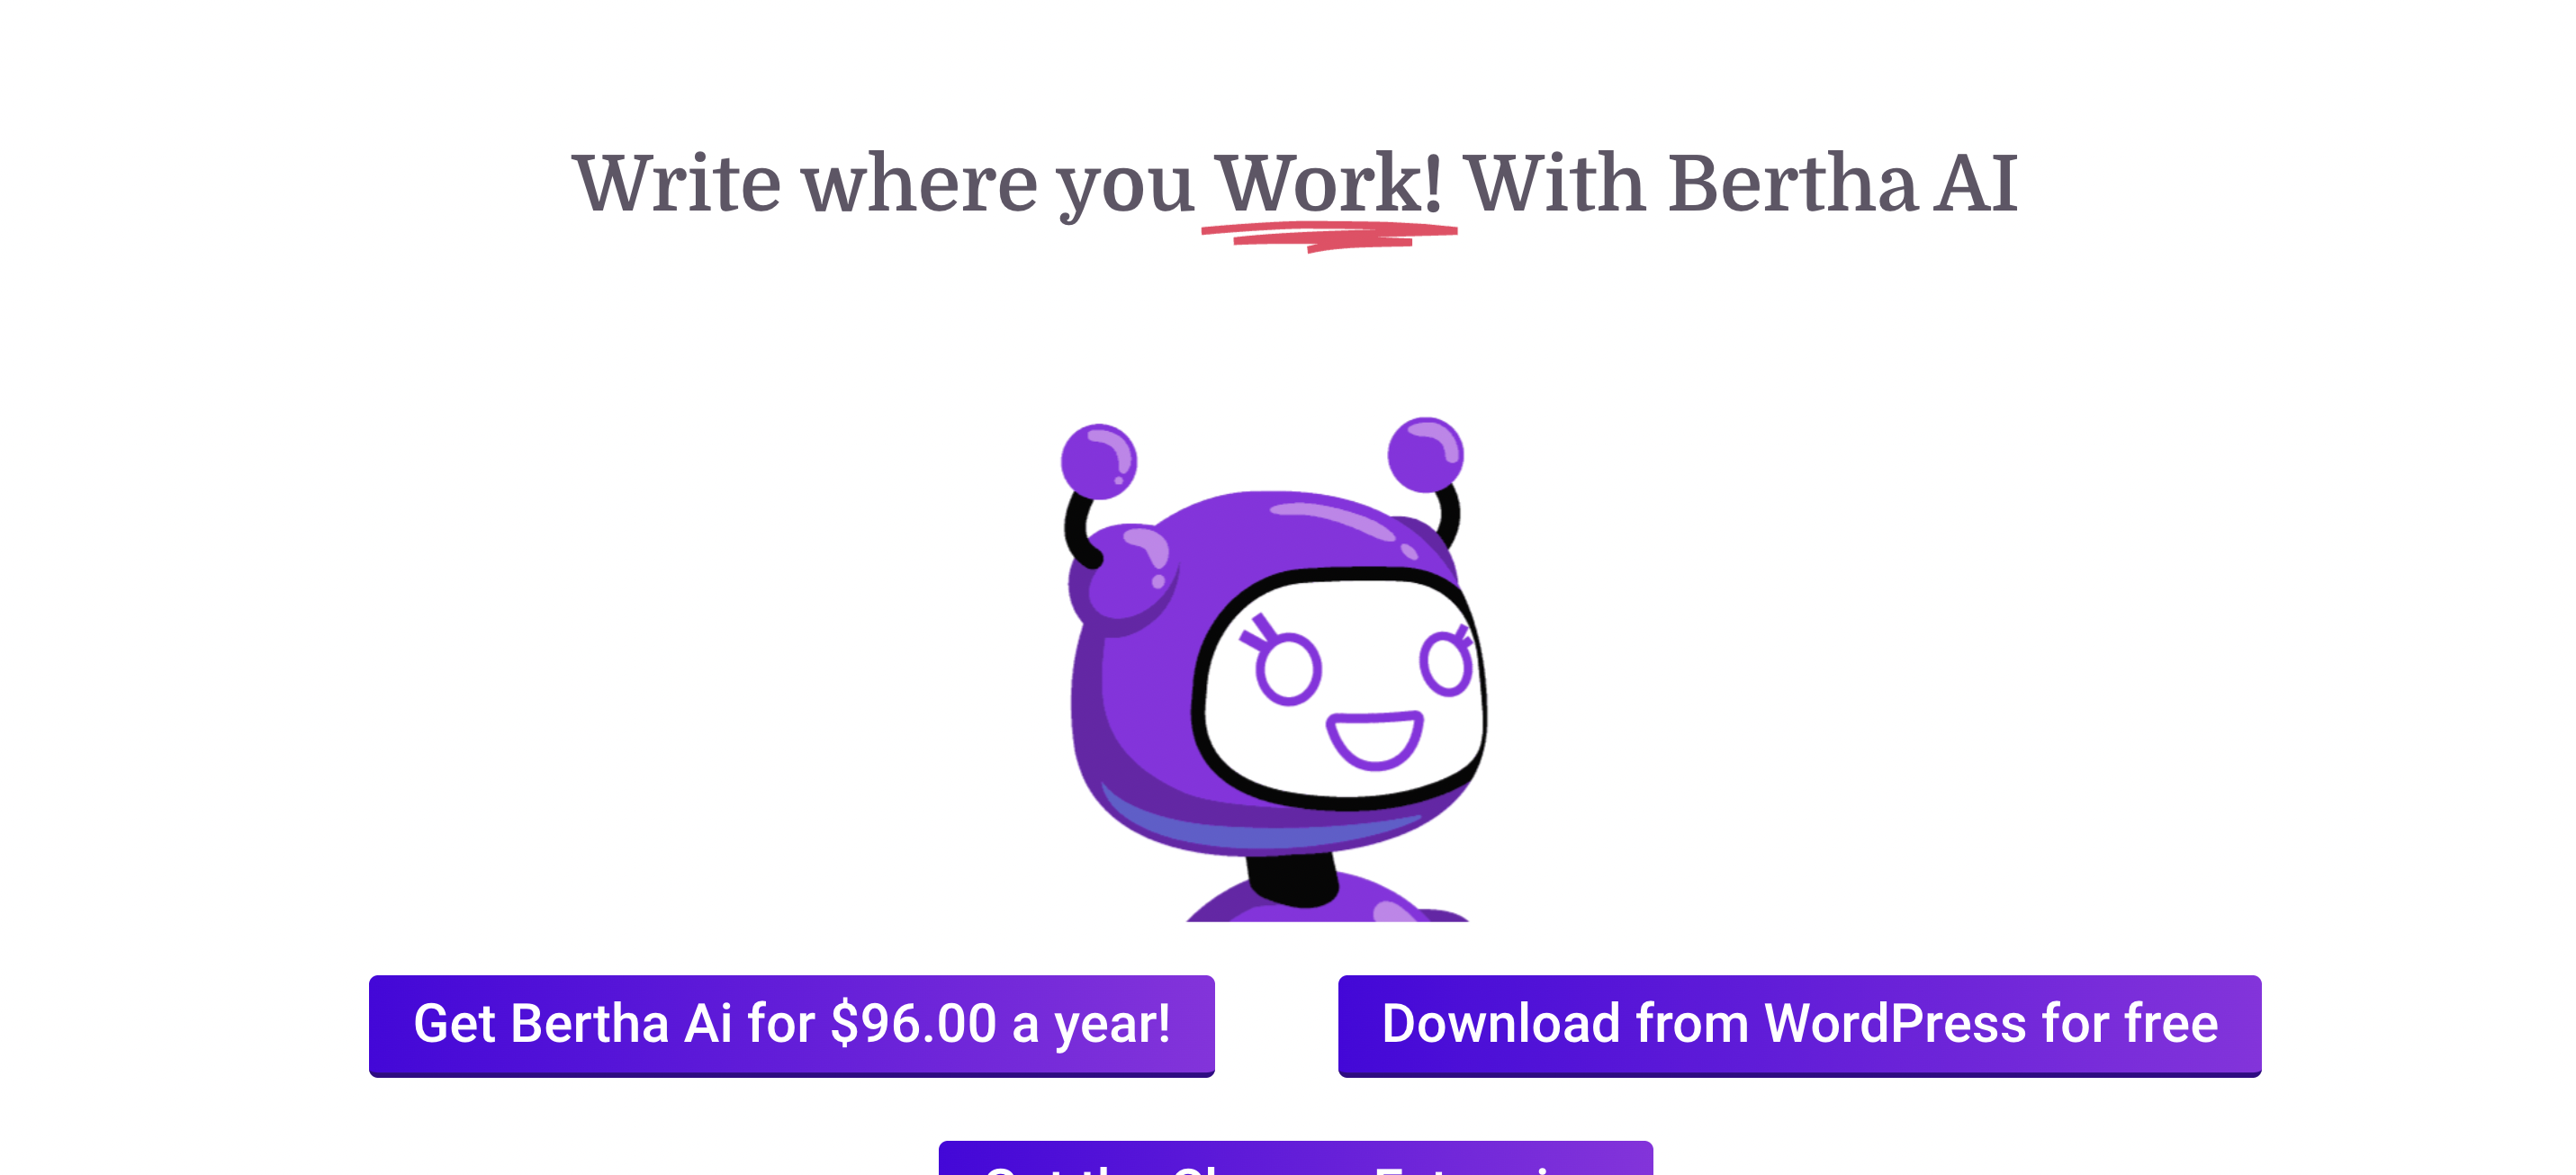 Write where you Work! With Bertha AI
Get Bertha Ai for $96.00 a year!
Download from WordPress for free